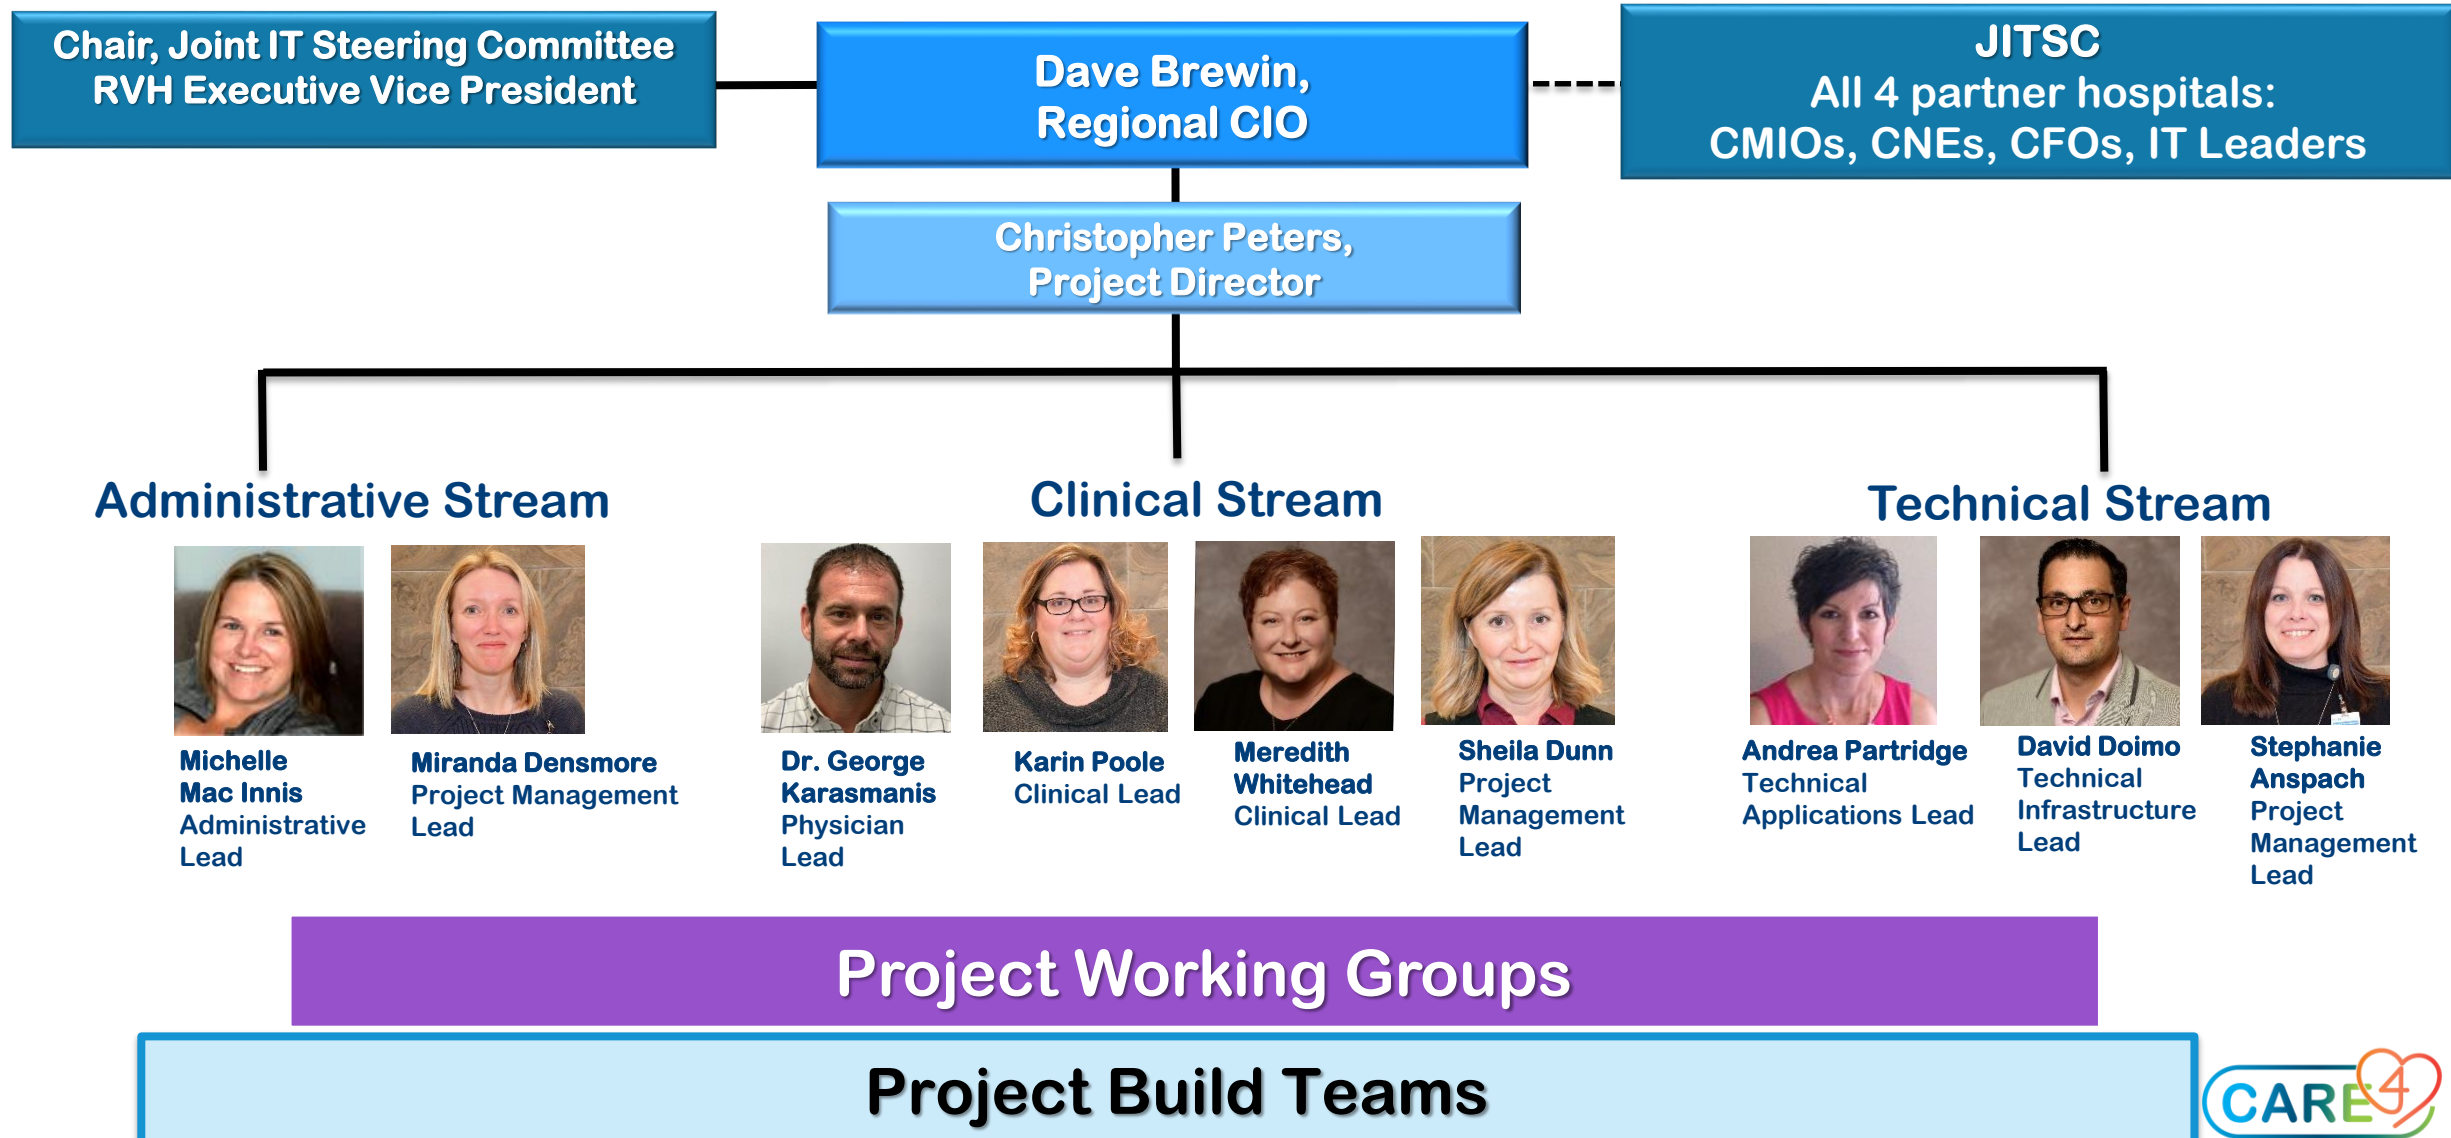 Chair, Joint IT Steering Committee
RVH Executive Vice President
Dave Brewin,
Regional CIO
JITSC
All 4 partner hospitals:
CMIOs, CNEs, CFOs, IT Leaders
Christopher Peters,
Project Director
Administrative Stream
Michelle
Mac Innis
Administrative
Lead
Miranda Densmore
Project Management
Lead
Clinical Stream
Dr. George
Karasmanis
Physician
Lead
Karin Poole
Clinical Lead
Meredith
Whitehead
Clinical Lead
Sheila Dunn
Project
Management
Lead
Technical Stream
Andrea Partridge
Technical
Applications Lead
David Doimo
Technical
Infrastructure
Lead
Stephanie
Anspach
Project
Management
Lead
Project Working Groups
Project Build Teams
CARE4